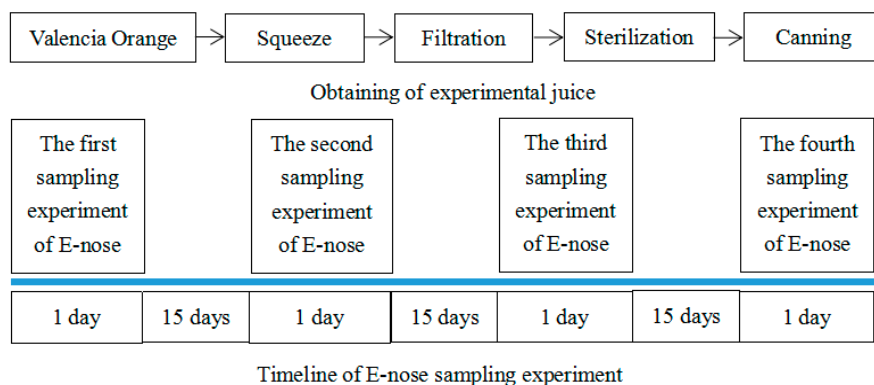 Valencia Orange Squeeze Filtration Sterilization Canning
Obtaining of experimental juice
The first
sampling
experiment
of E-nose
The second
sampling
experiment
of E-nose
The third
sampling
experiment
of E-nose
The fourth
sampling
experiment
of E-nose
1 day 15 days 1 day 15 days 1 day 15 days 1 day
Timeline of E-nose sampling experiment